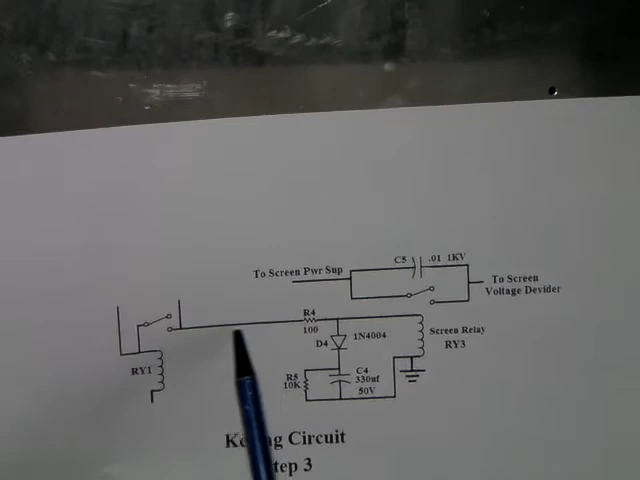 C5 .01 1KV
To Screen Pwr Sup
To Screen
Voltage Devider
R4
100
D4 1N4004
Screen Relay
RY3
RY1
R5
10K
C4
330uf
50V
Circuit
Step 3